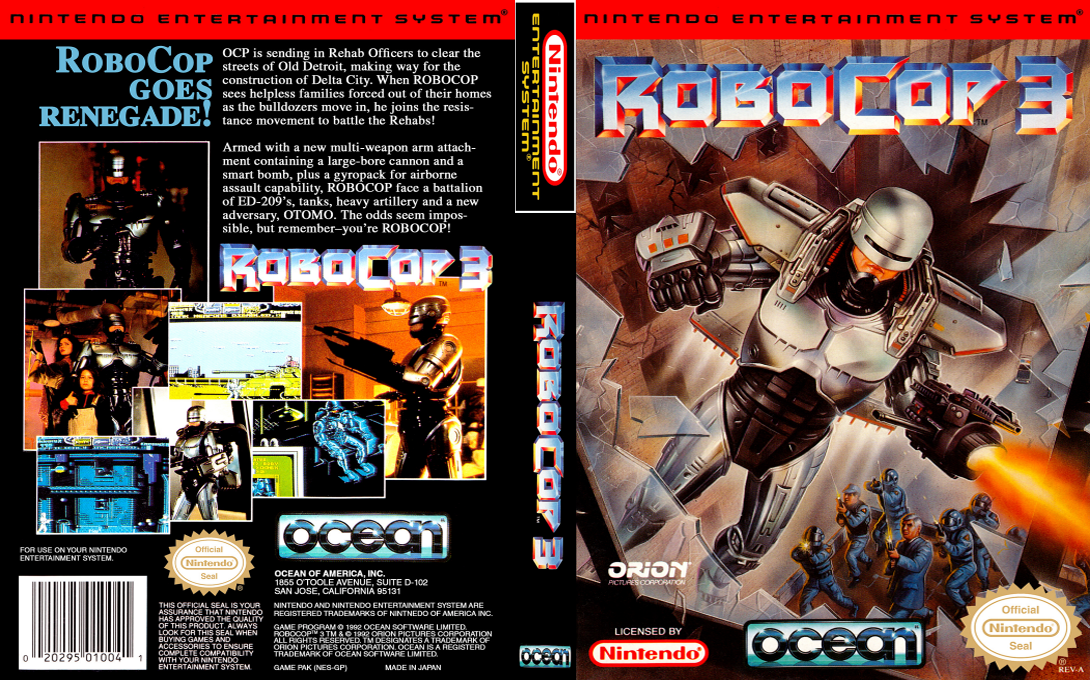 NINTENDO ENTERTAINMENT SYSTEM®
ROBOCOP
GOES
RENEGADE!
OCP is sending in Rehab Officers to clear the
streets of Old Detroit, making way for the
construction of Delta City. When ROBOCOP
sees helpless families forced out of their homes
as the bulldozers move in, he joins the resis-
tance movement to battle the Rehabs!
Armed with a new multi-weapon arm attach-
ment containing a large-bore cannon and a
smart bomb, plus a gyropack for airborne
assault capability, ROBOCOP face a battalion
of ED-209's, tanks, heavy artillery and a new
adversary, OTOMO. The odds seem impos-
sible, but remember–you're ROBOCOP!
ROBOCOP 3™
ocean®
FOR USE ON YOUR NINTENDO
ENTERTAINMENT SYSTEM.
Official
Nintendo®
Seal
®
0 20295 01004 1
THIS OFFICIAL SEAL IS YOUR
ASSURANCE THAT NINTENDO
HAS APPROVED THE QUALITY
OF THIS PRODUCT. ALWAYS
LOOK FOR THIS SEAL WHEN
BUYING GAMES AND
ACCESSORIES TO ENSURE
COMPLETE COMPATIBILITY
WITH YOUR NINTENDO
ENTERTAINMENT SYSTEM.
OCEAN OF AMERICA, INC.
1855 O'TOOLE AVENUE, SUITE D-102
SAN JOSE, CALIFORNIA 95131
NINTENDO AND NINTENDO ENTERTAINMENT SYSTEM ARE
REGISTERED TRADEMARKS OF NINTNEDO OF AMERICA INC.
GAME PROGRAM © 1992 OCEAN SOFTWARE LIMITED.
ROBOCOP™ 3 TM & © 1992 ORION PICTURES CORPORATION
ALL RIGHTS RESERVED. TM DESIGNATES A TRADEMARK OF
ORION PICTURES CORPORATION. OCEAN IS A REGISTERD
TRADEMARK OF OCEAN SOFTWARE LIMITED.
GAME PAK (NES-GP) MADE IN JAPAN
Nintendo®
ENTERTAINMENT
SYSTEM®
ROBOCOP 3™
ocean®
NINTENDO ENTERTAINMENT SYSTEM®
ROBOCOP 3™
ORION®
PICTURES CORPORATION
LICENSED BY
Nintendo®
ocean®
Official
Nintendo®
Seal
®
REV-A